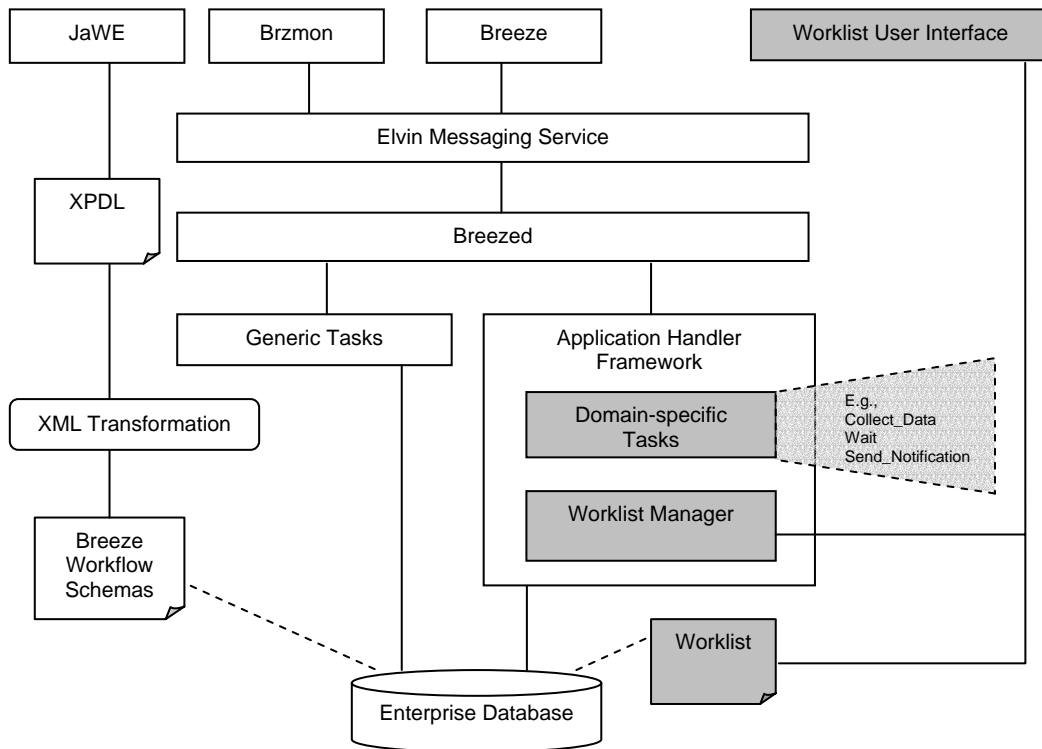 JaWE
Brzmon
Breeze
Worklist User Interface
Elvin Messaging Service
XPDL
Breezed
Generic Tasks
Application Handler
Framework
Domain-specific
Tasks
E.g.,
Collect_Data
Wait
Send_Notification
XML Transformation
Worklist Manager
Breeze
Workflow
Schemas
Worklist
Enterprise Database